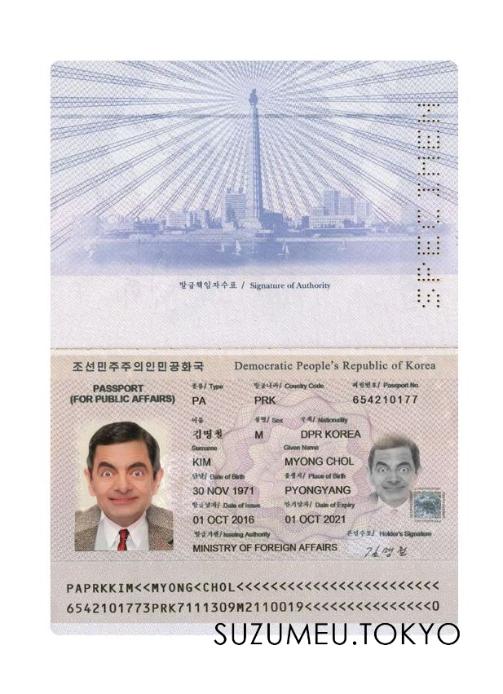 SPECIMEN
발급책임자수표 / Signature of Authority
조선민주주의인민공화국 Democratic People's Republic of Korea
PASSPORT
(FOR PUBLIC AFFAIRS)
종류/ Type 발급나라/ Country Code 려권번호/ Passport No.
PA PRK 654210177
이름 성별/ Sex 국적/ Nationality
김명철 M DPR KOREA
Surname Given Name
KIM MYONG CHOL
난날/ Date of Birth 출생지/ Place of Birth
30 NOV 1971 PYONGYANG
발급날자/ Date of Issue 만기날자/ Date of Expiry
01 OCT 2016 01 OCT 2021
발급기관/ Issuing Authority 본인수표/ Holder's Signature
MINISTRY OF FOREIGN AFFAIRS 김명철
PAPRKKIM<<MYONG<CHOL<<<<<<<<<<<<<<<<<<<<<<<<
6542101773PRK7111309M2110019<<<<<<<<<<<<<<<0
SUZUMEU.TOKYO